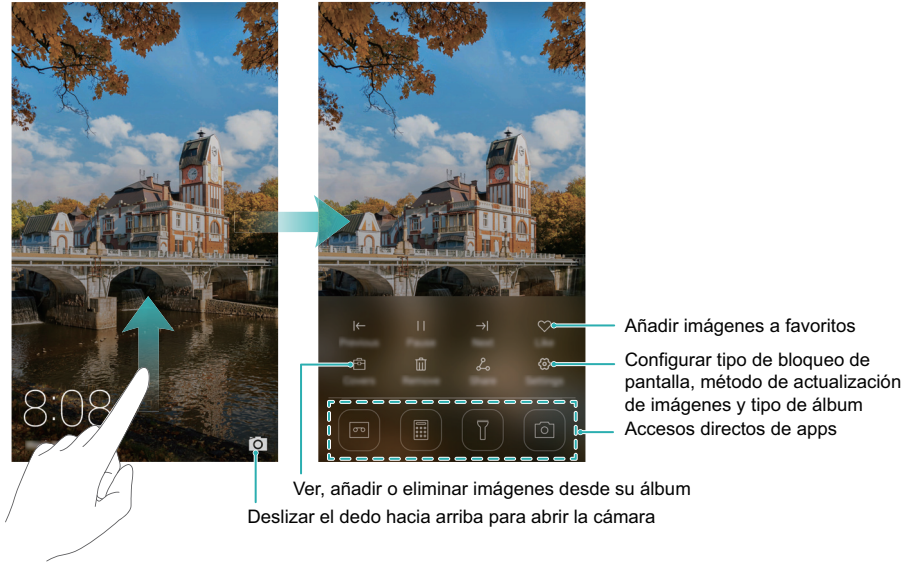 8:08
Previous
Pause
Next
Like
Covers
Remove
Share
Settings
Añadir imágenes a favoritos
Configurar tipo de bloqueo de
pantalla, método de actualización
de imágenes y tipo de álbum
Accesos directos de apps
Ver, añadir o eliminar imágenes desde su álbum
Deslizar el dedo hacia arriba para abrir la cámara